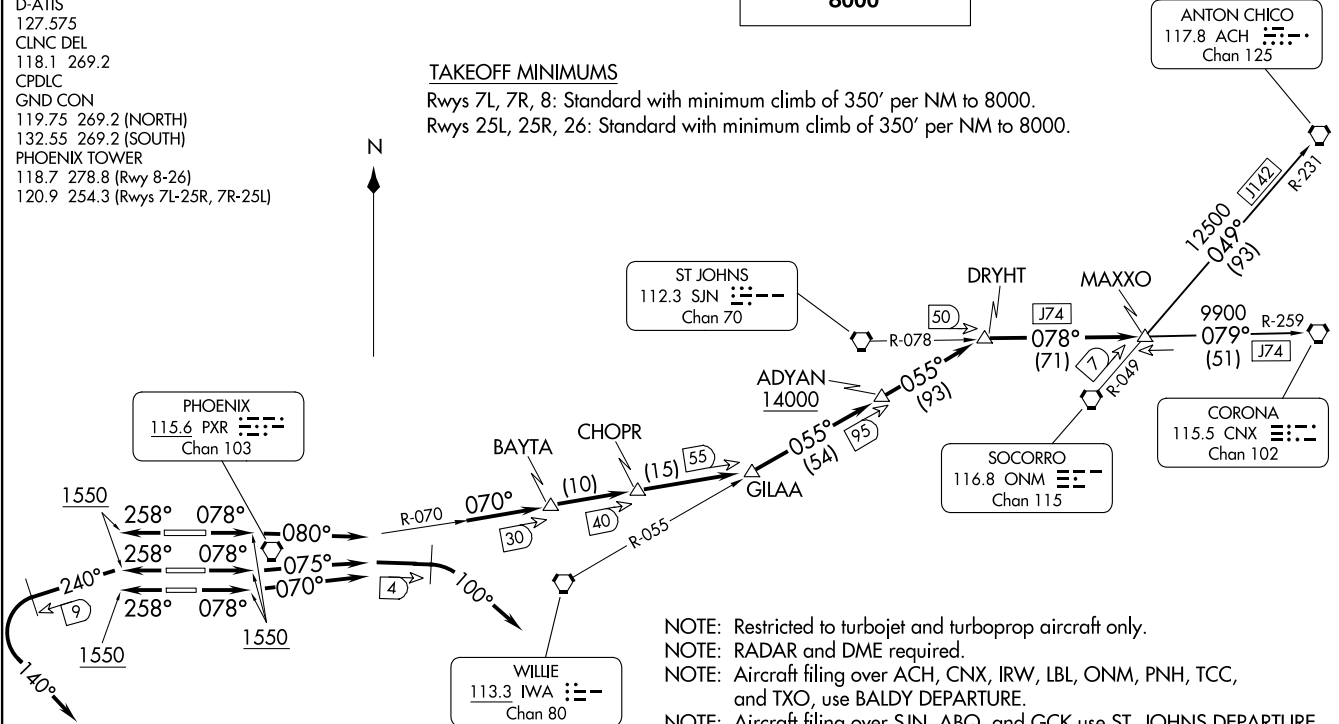 D-ATIS
127.575
CLNC DEL
118.1 269.2
CPDLC
GND CON
119.75 269.2 (NORTH)
132.55 269.2 (SOUTH)
PHOENIX TOWER
118.7 278.8 (Rwy 8-26)
120.9 254.3 (Rwys 7L-25R, 7R-25L)
8000
TAKEOFF MINIMUMS
Rwys 7L, 7R, 8: Standard with minimum climb of 350' per NM to 8000.
Rwys 25L, 25R, 26: Standard with minimum climb of 350' per NM to 8000.
N
ANTON CHICO
117.8 ACH
Chan 125
R-231
J142
12500
049°
(93)
ST JOHNS
112.3 SJN
Chan 70
R-078
50
DRYHT
J74
078°
(71)
MAXXO
9900
079°
(51)
R-259
J74
7
R-049
CORONA
115.5 CNX
Chan 102
SOCORRO
116.8 ONM
Chan 115
ADYAN
14000
055°
(93)
95
055°
(54)
GILAA
PHOENIX
115.6 PXR
Chan 103
BAYTA
CHOPR
(10)
(15)
55
R-070
070°
30
40
R-055
1550
258° 078°
080°
258° 078°
075°
258° 078°
070°
4
100°
240°
9
140°
1550
1550
WILLIE
113.3 IWA
Chan 80
NOTE: Restricted to turbojet and turboprop aircraft only.
NOTE: RADAR and DME required.
NOTE: Aircraft filing over ACH, CNX, IRW, LBL, ONM, PNH, TCC,
and TXO, use BALDY DEPARTURE.
NOTE: Aircraft filing over SJN, ABQ, and GCK use ST. JOHNS DEPARTURE